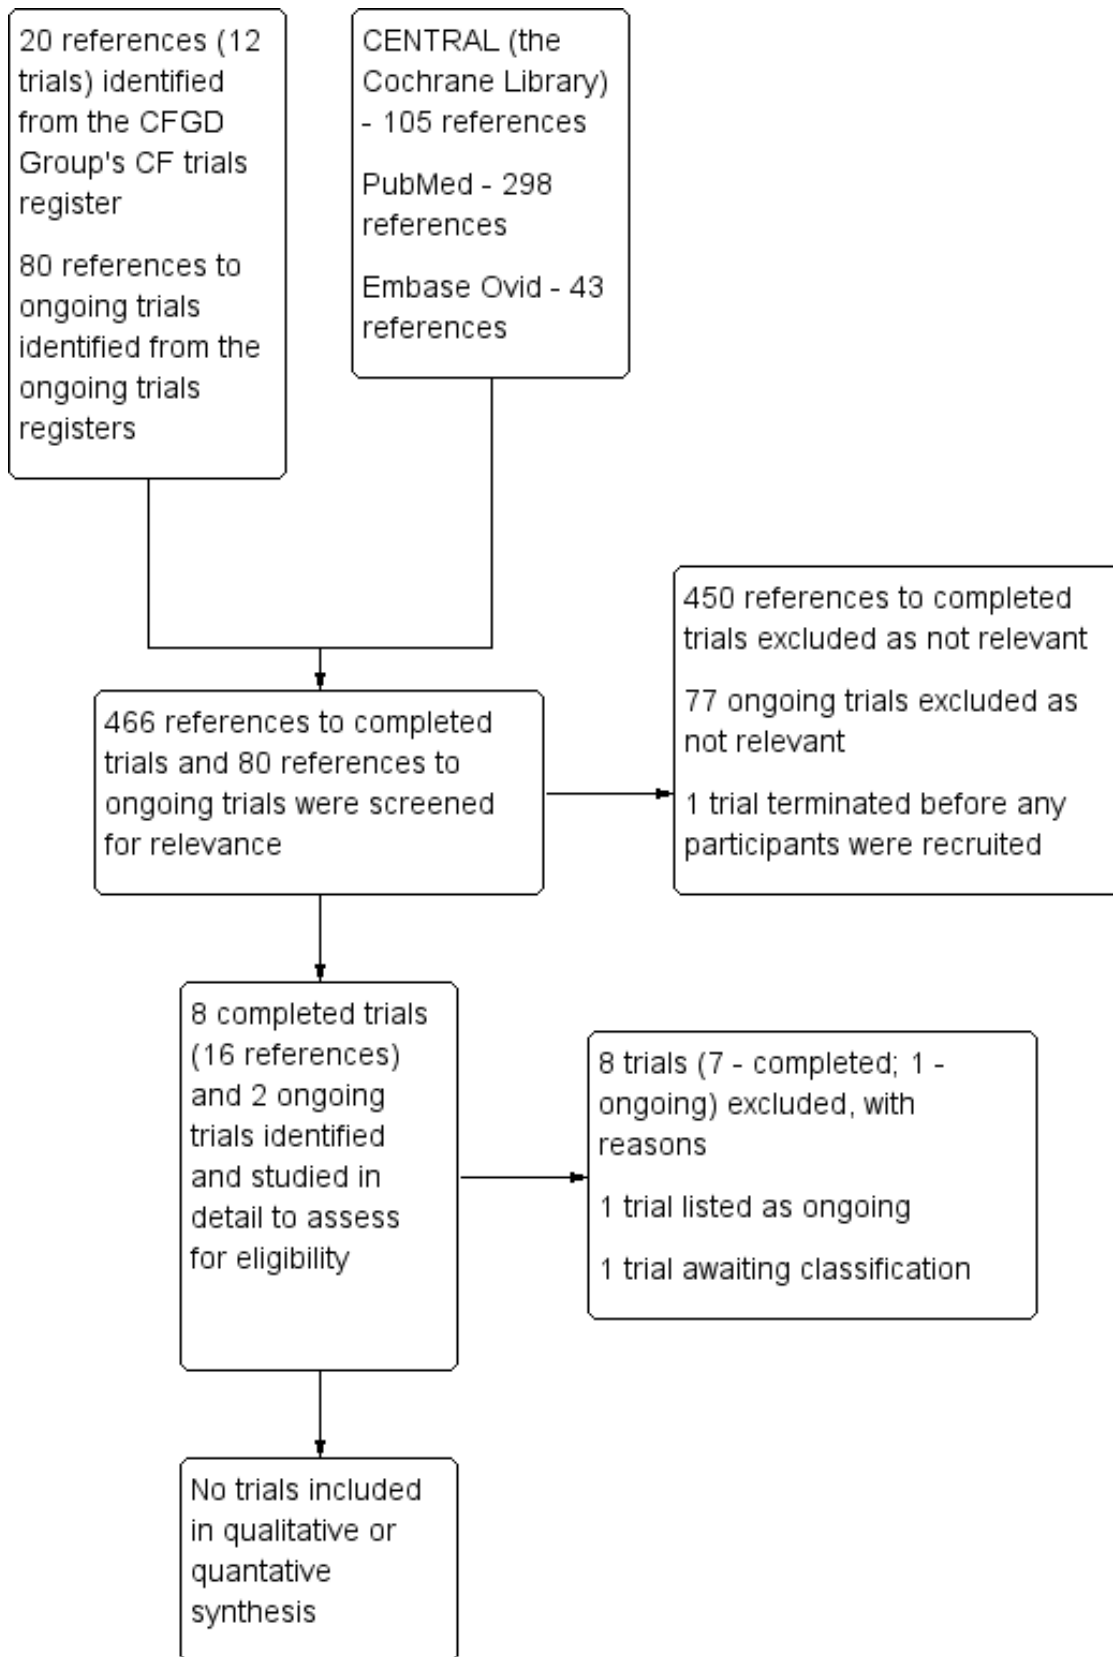 20 references (12
trials) identified
from the CFGD
Group's CF trials
register
80 references to
ongoing trials
identified from the
ongoing trials
registers
CENTRAL (the
Cochrane Library)
- 105 references
PubMed - 298
references
Embase Ovid - 43
references
466 references to completed
trials and 80 references to
ongoing trials were screened
for relevance
450 references to completed
trials excluded as not relevant
77 ongoing trials excluded as
not relevant
1 trial terminated before any
participants were recruited
8 completed trials
(16 references)
and 2 ongoing
trials identified
and studied in
detail to assess
for eligibility
8 trials (7 - completed; 1 -
ongoing) excluded, with
reasons
1 trial listed as ongoing
1 trial awaiting classification
No trials included
in qualitative or
quantative
synthesis